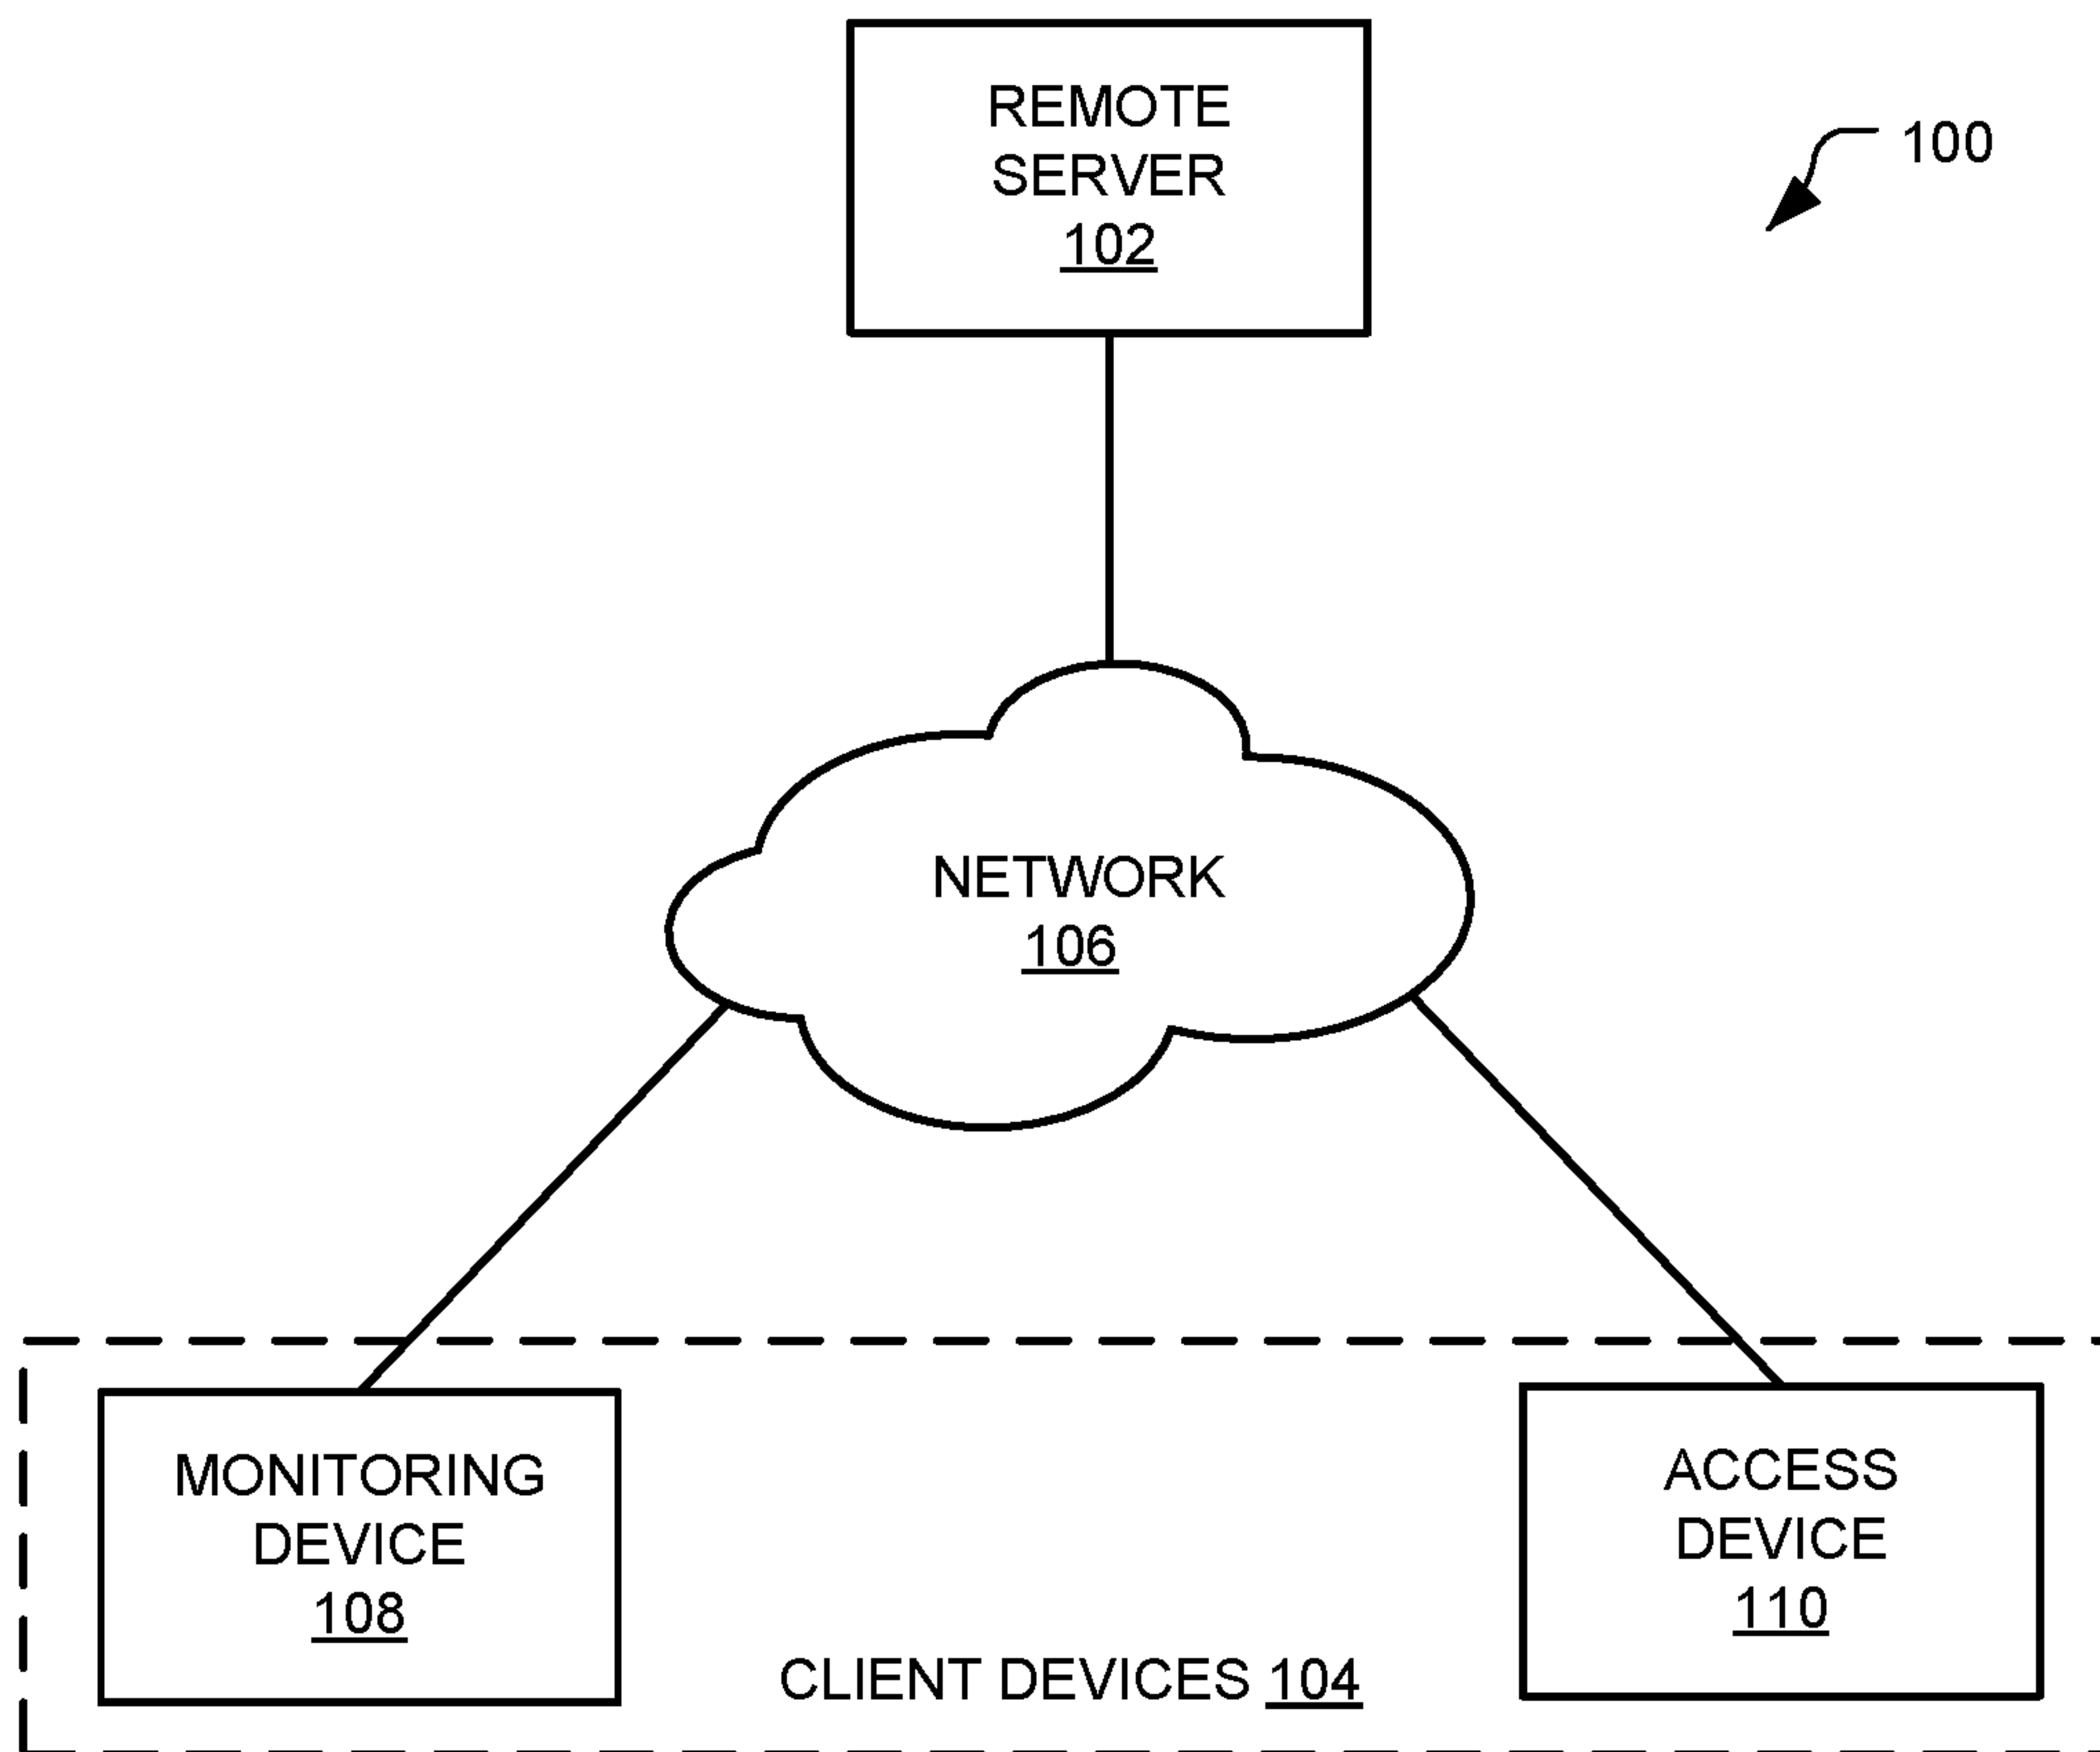 REMOTE
SERVER
102
100
NETWORK
106
MONITORING
DEVICE
108
ACCESS
DEVICE
110
CLIENT DEVICES 104